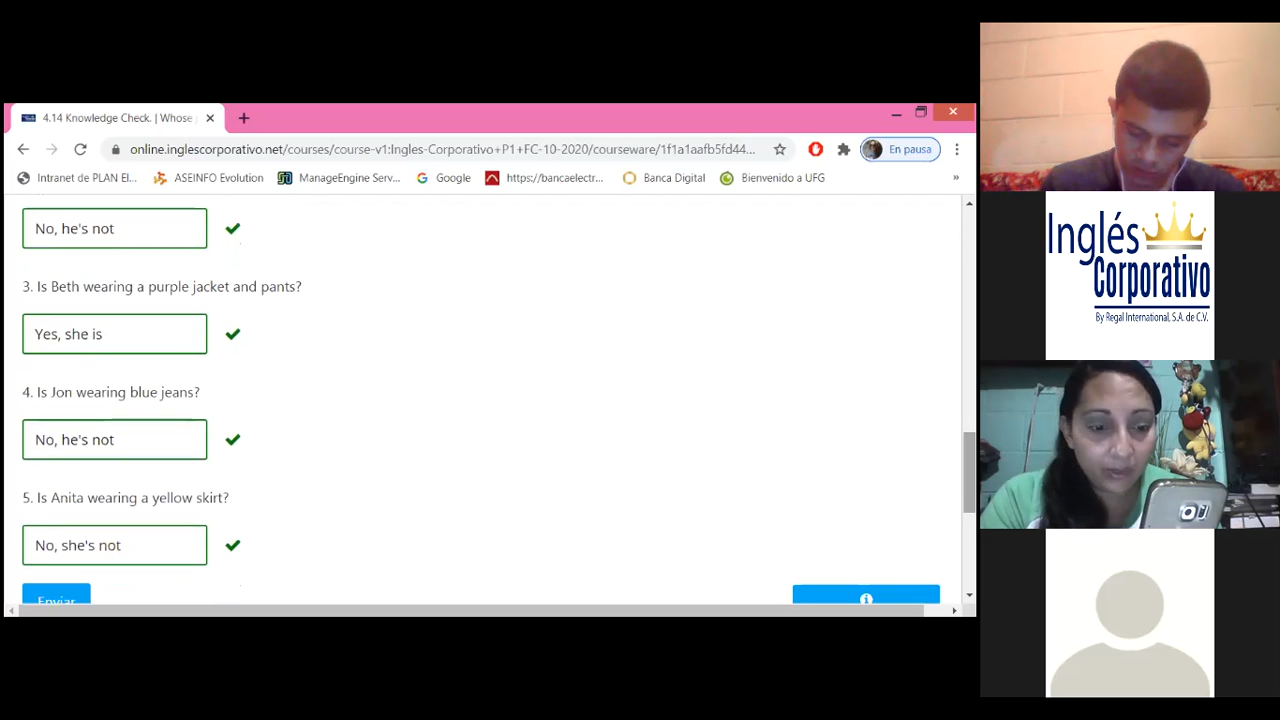 4.14 Knowledge Check. | Whose
online.inglescorporativo.net/courses/course-v1:Ingles-Corporativo+P1+FC-10-2020/courseware/1f1a1aafb5fd44...
En pausa
Intranet de PLAN El...
ASEINFO Evolution
ManageEngine Serv...
Google
https://bancaelectr...
Banca Digital
Bienvenido a UFG
»
No, he's not
3. Is Beth wearing a purple jacket and pants?
Yes, she is
4. Is Jon wearing blue jeans?
No, he's not
5. Is Anita wearing a yellow skirt?
No, she's not
Enviar
Inglés
Corporativo
By Regal International, S.A. de C.V.